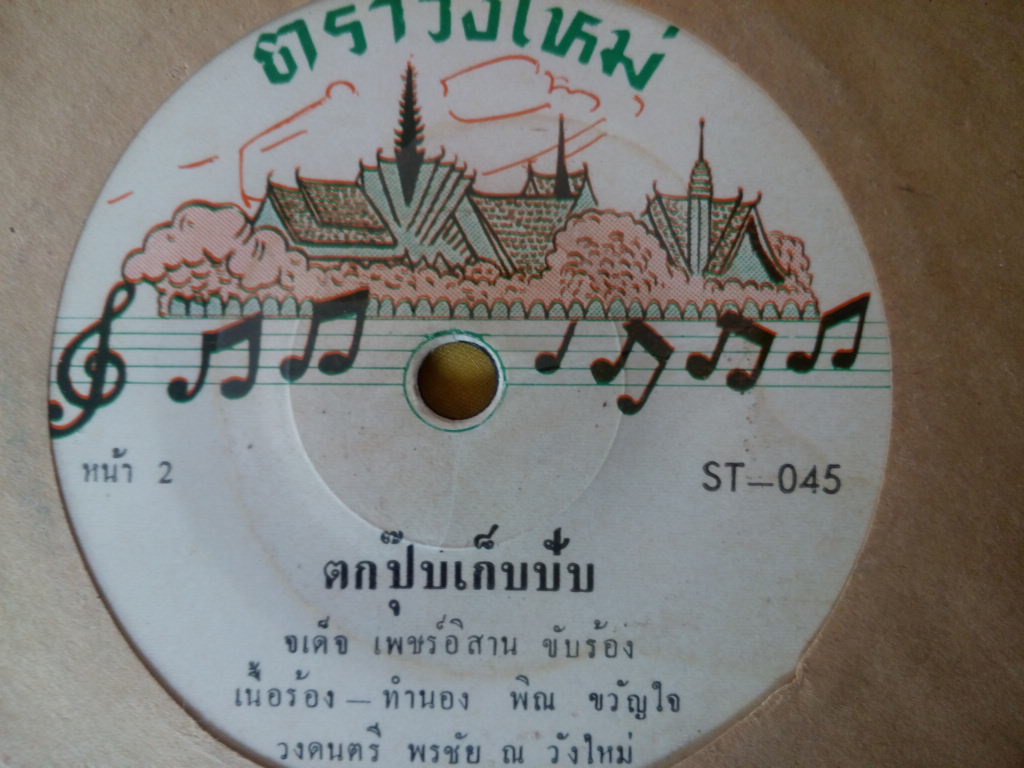 ตราวังใหม่
หน้า 2
ST-045
ตกปุ๊บเก็บปั๊บ
จเด็จ เพชร์อิสาน ขับร้อง
เนื้อร้อง - ทำนอง พิณ ขวัญใจ
วงดนตรี พรชัย ณ วังใหม่